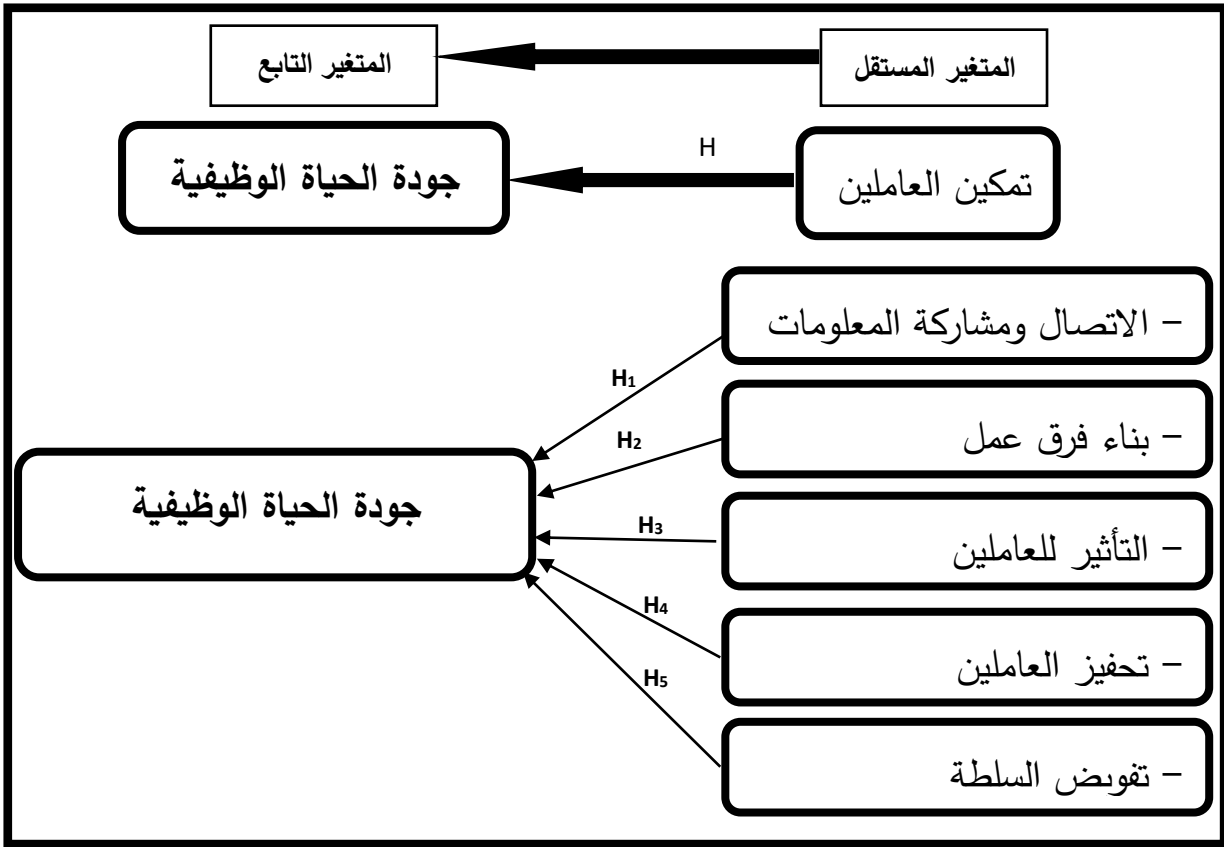 المتغير المستقل
المتغير التابع
H
تمكين العاملين
جودة الحياة الوظيفية
- الاتصال ومشاركة المعلومات
H1
- بناء فرق عمل
H2
جودة الحياة الوظيفية
- التأثير للعاملين
H3
- تحفيز العاملين
H4
- تفويض السلطة
H5